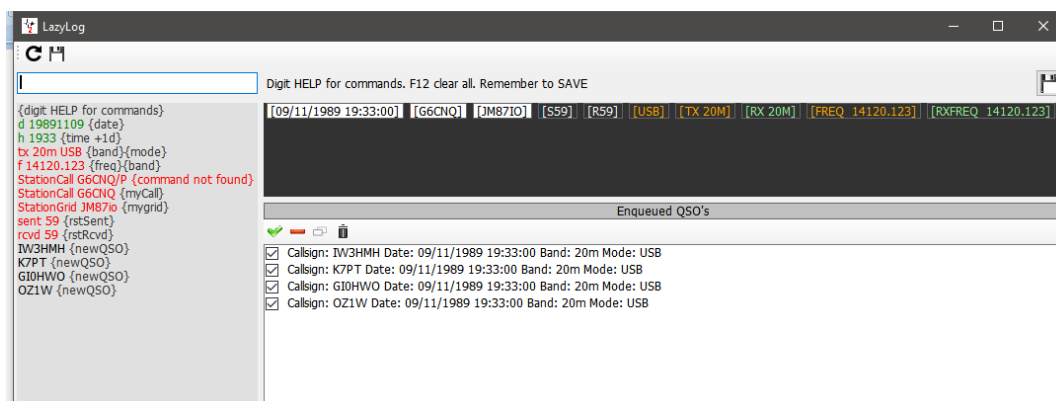 LazyLog
Digit HELP for commands. F12 clear all. Remember to SAVE
{digit HELP for commands}
d 19891109 {date}
h 1933 {time +1d}
tx 20m USB {band}{mode}
f 14120.123 {freq}{band}
StationCall G6CNQ/P {command not found}
StationCall G6CNQ {myCall}
StationGrid JM87io {mygrid}
sent 59 {rstSent}
rcvd 59 {rstRcvd}
IW3HMH {newQSO}
K7PT {newQSO}
GI0HWO {newQSO}
OZ1W {newQSO}
[09/11/1989 19:33:00] [G6CNQ] [JM87IO] [S59] [R59] [USB] [TX 20M] [RX 20M] [FREQ 14120.123] [RXFREQ 14120.123]
Enqueued QSO's
Callsign: IW3HMH Date: 09/11/1989 19:33:00 Band: 20m Mode: USB
Callsign: K7PT Date: 09/11/1989 19:33:00 Band: 20m Mode: USB
Callsign: GI0HWO Date: 09/11/1989 19:33:00 Band: 20m Mode: USB
Callsign: OZ1W Date: 09/11/1989 19:33:00 Band: 20m Mode: USB